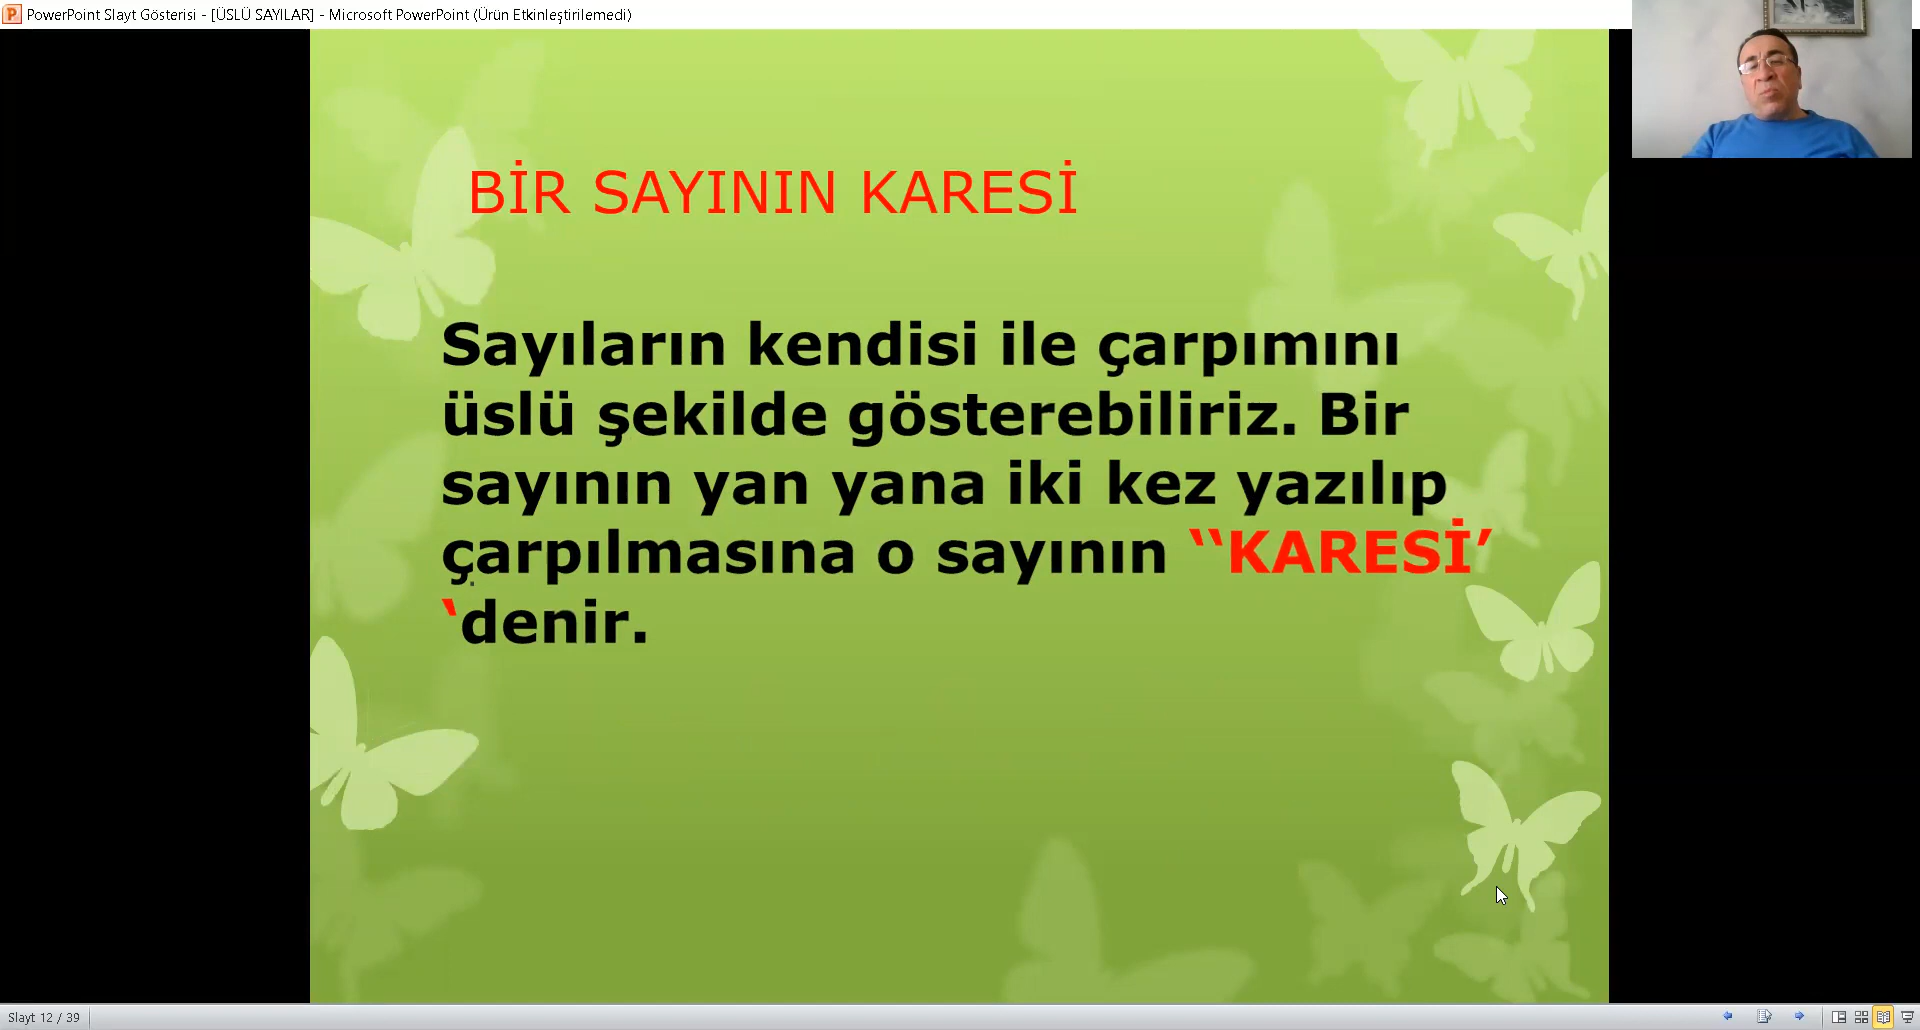 PowerPoint Slayt Gösterisi - [ÜSLÜ SAYILAR] - Microsoft PowerPoint (Ürün Etkinleştirilemedi)
BİR SAYININ KARESİ
Sayıların kendisi ile çarpımını
üslü şekilde gösterebiliriz. Bir
sayının yan yana iki kez yazılıp
çarpılmasına o sayının ‘‘KARESİ’
‘denir.
Slayt 12 / 39